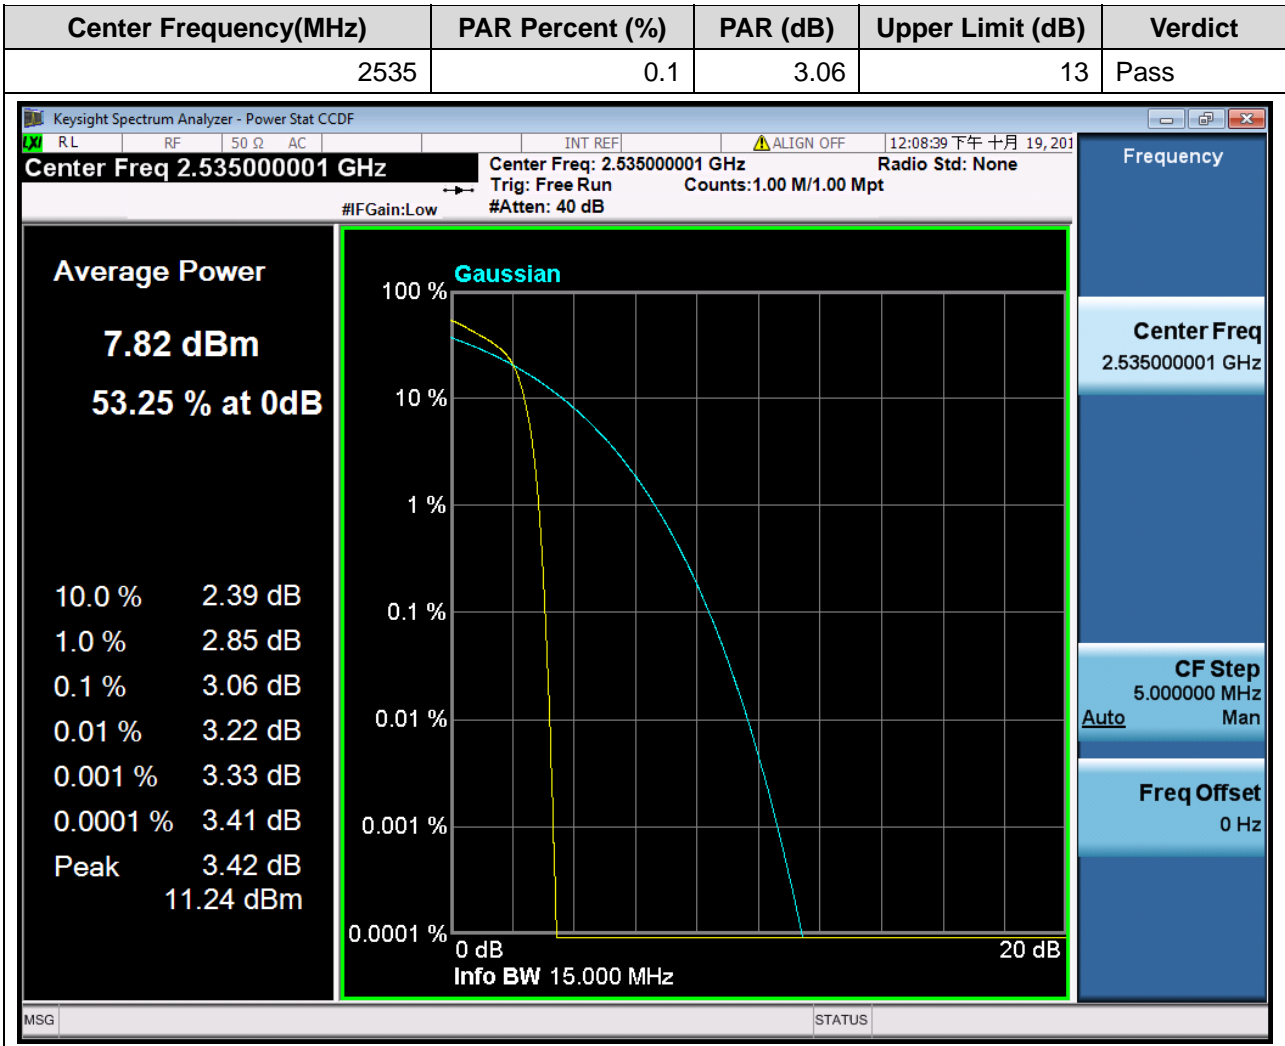 Center Frequency(MHz) PAR Percent (%) PAR (dB) Upper Limit (dB) Verdict
2535 0.1 3.06 13 Pass
Keysight Spectrum Analyzer - Power Stat CCDF
LXI RL RF 50 Ω AC INT REF ALIGN OFF 12:08:39 下午 十月 19, 201
Center Freq 2.535000001 GHz
Center Freq: 2.535000001 GHz Radio Std: None
Trig: Free Run Counts:1.00 M/1.00 Mpt
#IFGain:Low #Atten: 40 dB
Average Power
7.82 dBm
53.25 % at 0dB
10.0 % 2.39 dB
1.0 % 2.85 dB
0.1 % 3.06 dB
0.01 % 3.22 dB
0.001 % 3.33 dB
0.0001 % 3.41 dB
Peak 3.42 dB
11.24 dBm
Gaussian
100 %
10 %
1 %
0.1 %
0.01 %
0.001 %
0.0001 %
0 dB 20 dB
Info BW 15.000 MHz
Frequency
Center Freq
2.535000001 GHz
CF Step
5.000000 MHz
Auto Man
Freq Offset
0 Hz
MSG STATUS